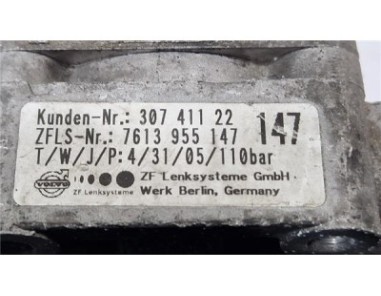 Kunden-Nr.: 307 411 22
ZFLS-Nr.: 7613 955 147 147
T/W/J/P: 4/31/05/110bar
VOLVO ZF Lenksysteme ZF Lenksysteme GmbH
Werk Berlin, Germany